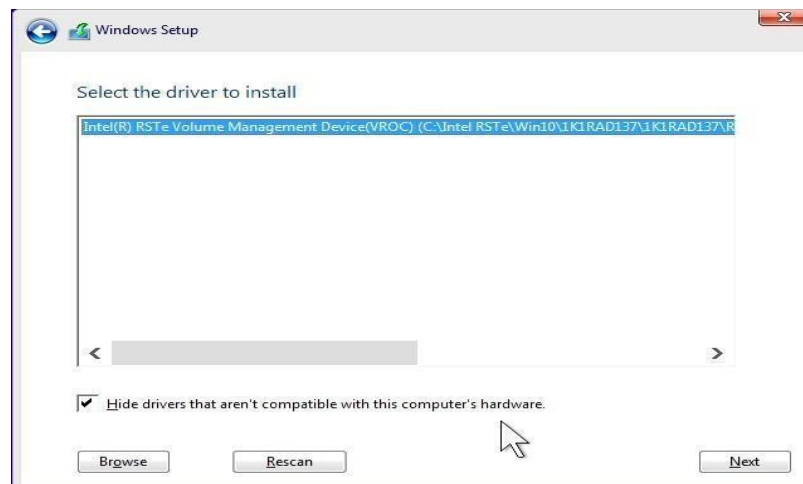 Windows Setup
Select the driver to install
Intel(R) RSTe Volume Management Device(VROC) (C:\Intel RSTe\Win10\1K1RAD137\1K1RAD137\R
Hide drivers that aren't compatible with this computer's hardware.
Browse
Rescan
Next